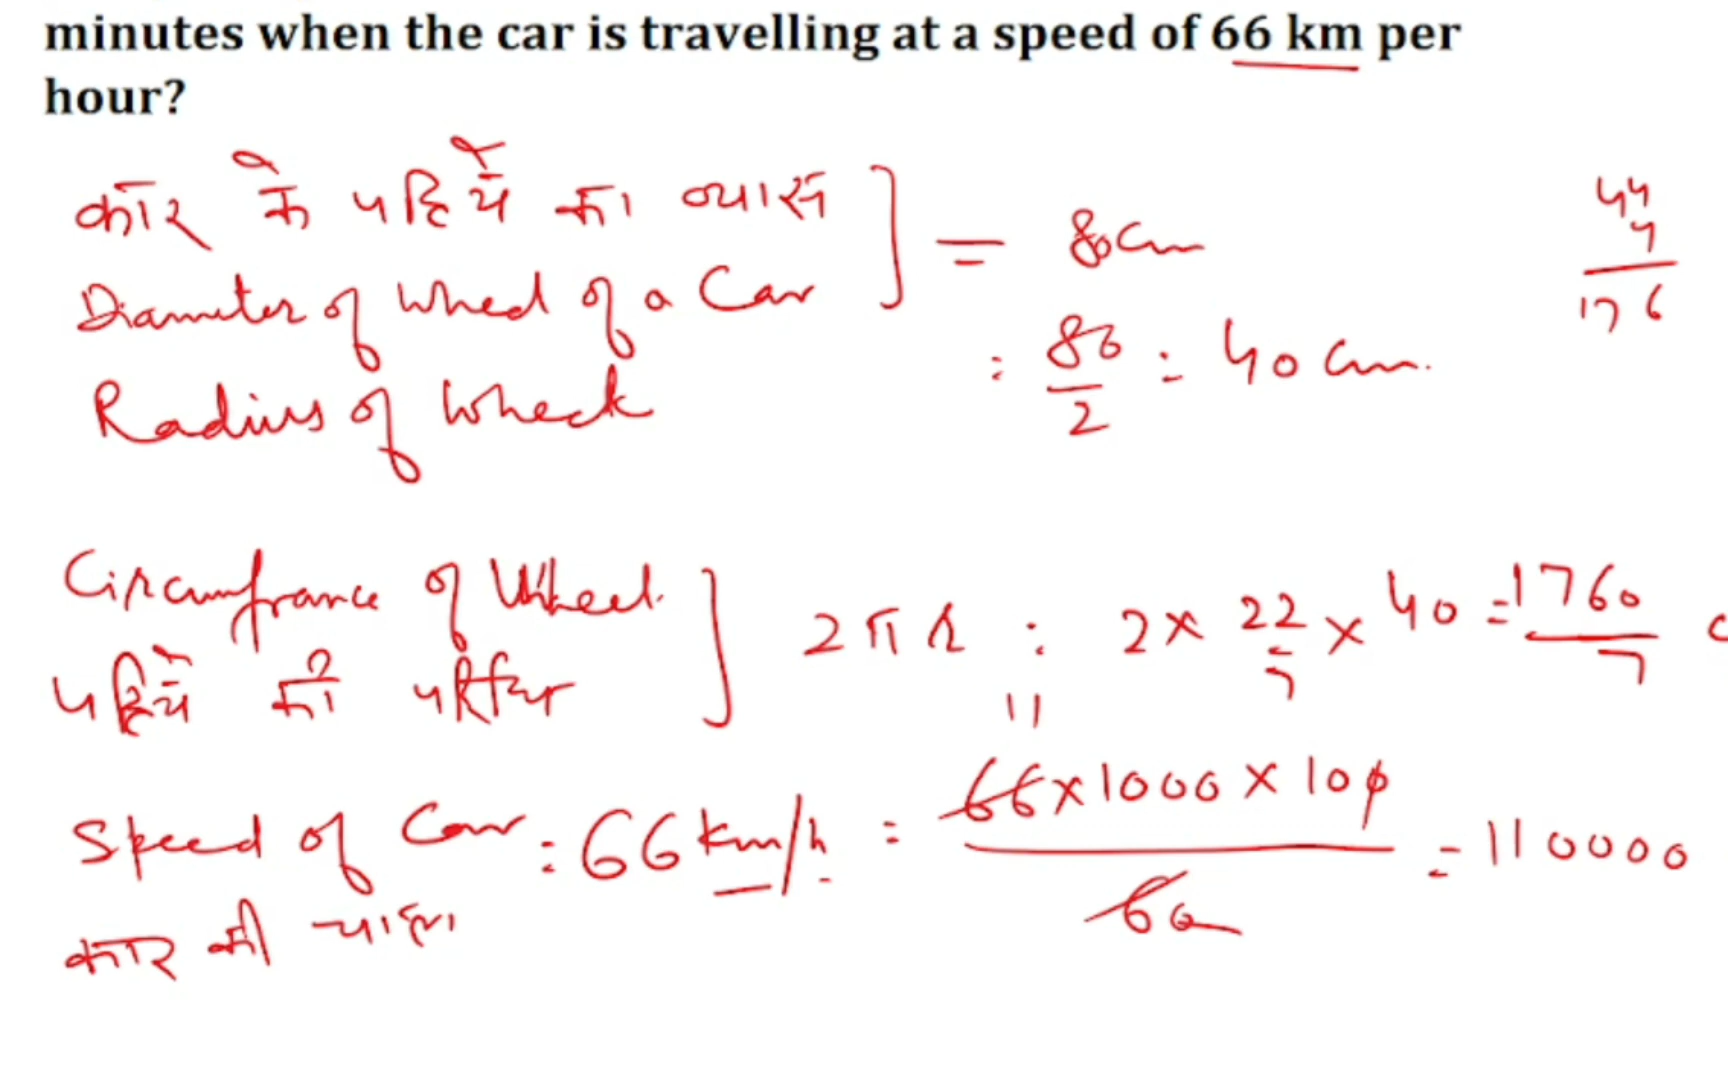 minutes when the car is travelling at a speed of 66 km per
hour?
कार के पहिये का व्यास ] = 80cm
Diameter of wheel of a Car
Radius of wheel : 80/2 = 40 cm.
44
4
176
Circumfrance of Wheel. ] 2πr : 2 × 22/7 × 40 = 1760/7 c
पहिये की परिधि
11
Speed of Car : 66 km/h. = 66×1000×100/60 = 110000
कार की चाल